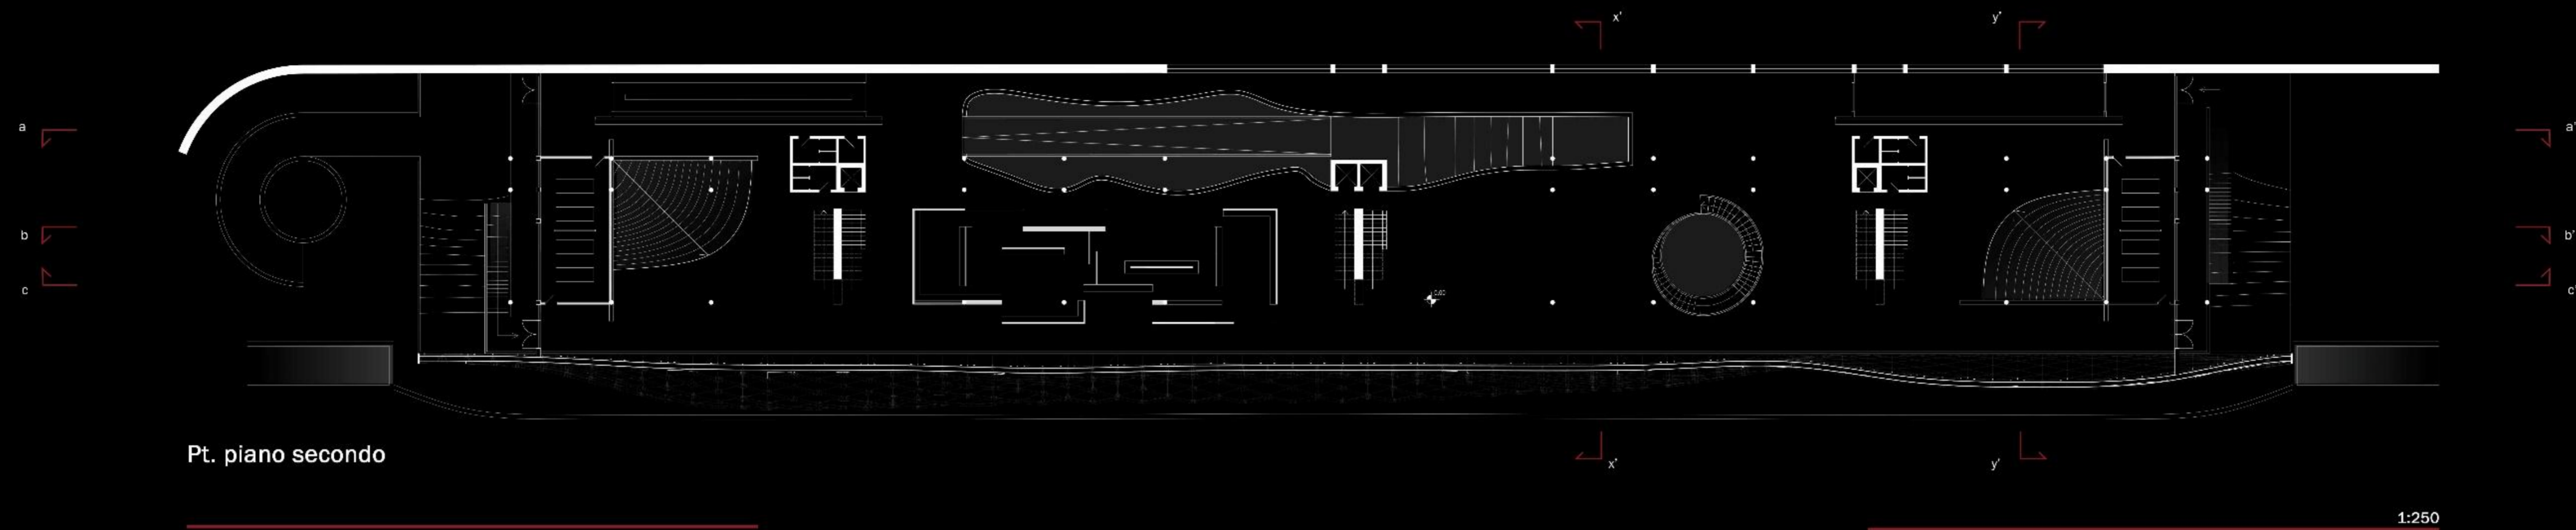 x'
y'
a
a'
b
b'
c
c'
x'
y'
Pt. piano secondo
1:250